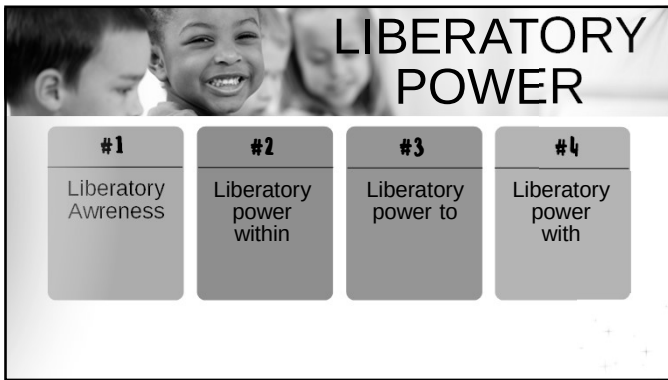 LIBERATORY
POWER
#1
Liberatory
Awreness
#2
Liberatory
power
within
#3
Liberatory
power to
#4
Liberatory
power
with